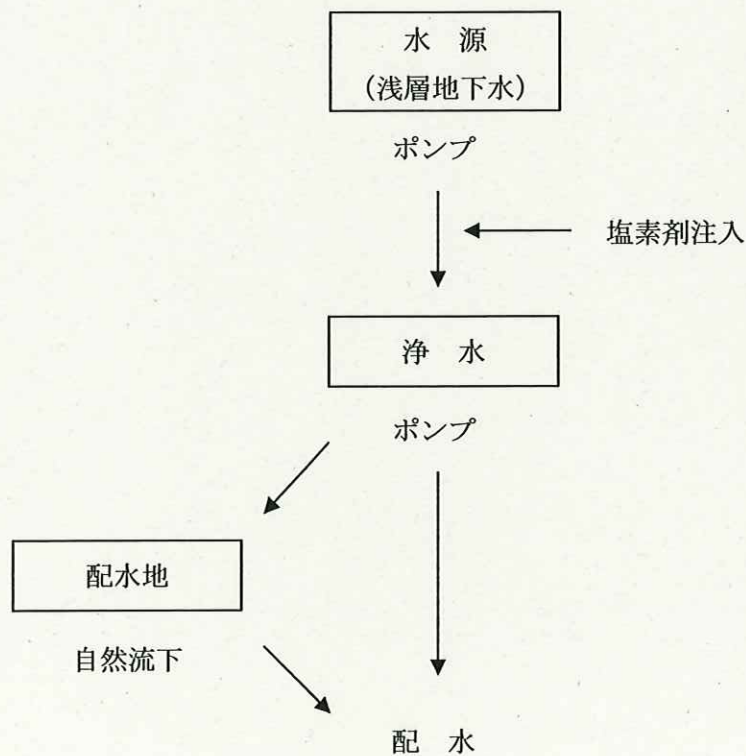 水 源
(浅層地下水)
ポンプ
塩素剤注入
浄 水
ポンプ
配水地
自然流下
配 水